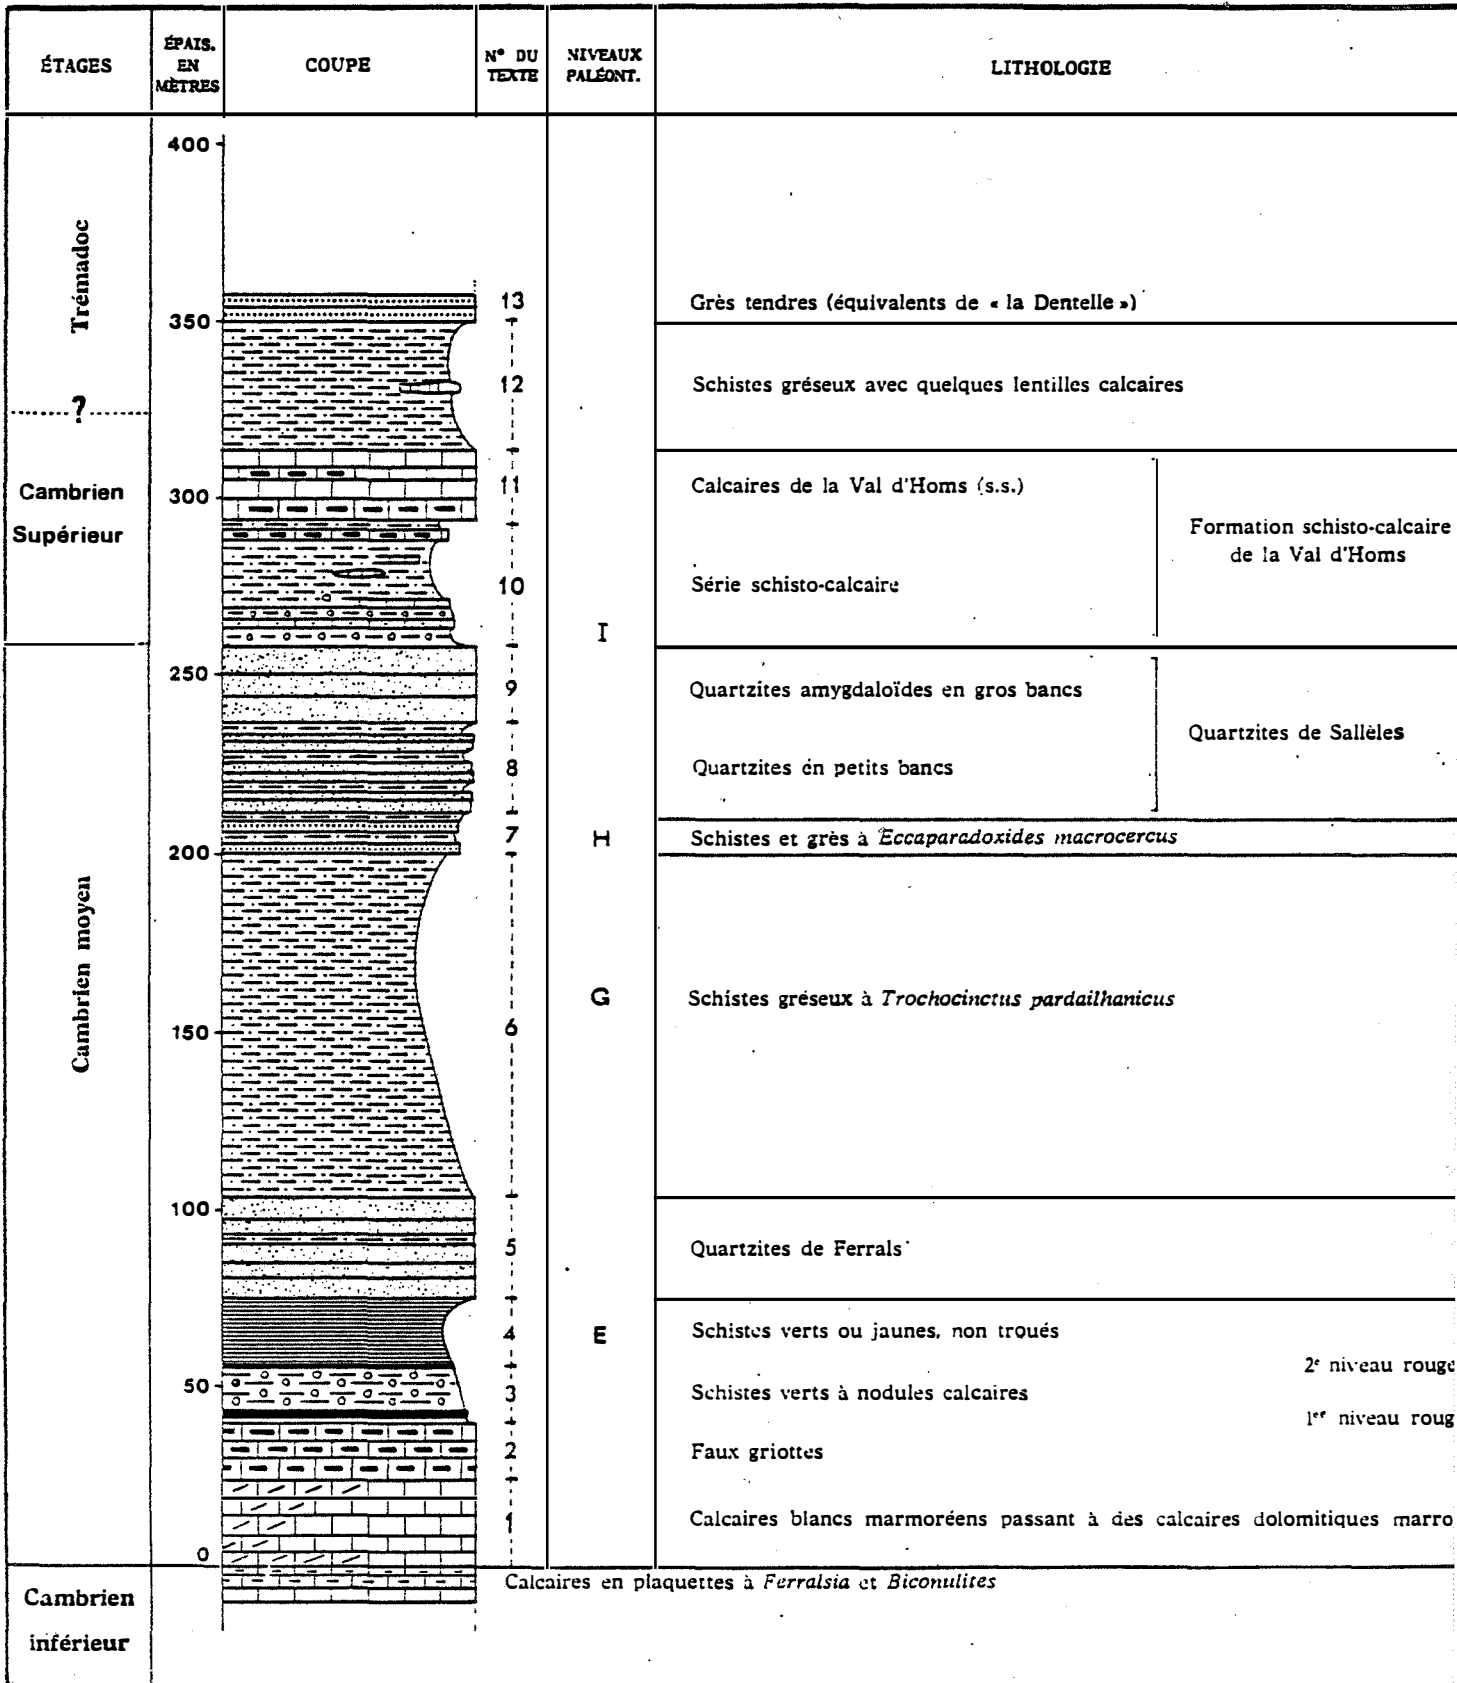 ÉTAGES
ÉPAIS.
EN
MÈTRES
COUPE
N° DU
TEXTE
NIVEAUX
PALÉONT.
LITHOLOGIE
400
Trémadoc
13
Grès tendres (équivalents de « la Dentelle »)
350
12
Schistes gréseux avec quelques lentilles calcaires
?
Cambrien
Supérieur
300
11
Calcaires de la Val d'Homs (s.s.)
Formation schisto-calcaire
de la Val d'Homs
10
Série schisto-calcaire
I
250
9
Quartzites amygdaloïdes en gros bancs
Quartzites de Sallèles
8
Quartzites en petits bancs
7
H
Schistes et grès à Eccaparadoxides macrocercus
200
Cambrien moyen
G
Schistes gréseux à Trochocinctus pardailhanicus
150
6
100
5
Quartzites de Ferrals
4
E
Schistes verts ou jaunes, non troués
2e niveau rouge
50
3
Schistes verts à nodules calcaires
1er niveau roug
2
Faux griottes
1
Calcaires blancs marmoréens passant à des calcaires dolomitiques marro
0
Calcaires en plaquettes à Ferralsia et Biconulites
Cambrien
inférieur